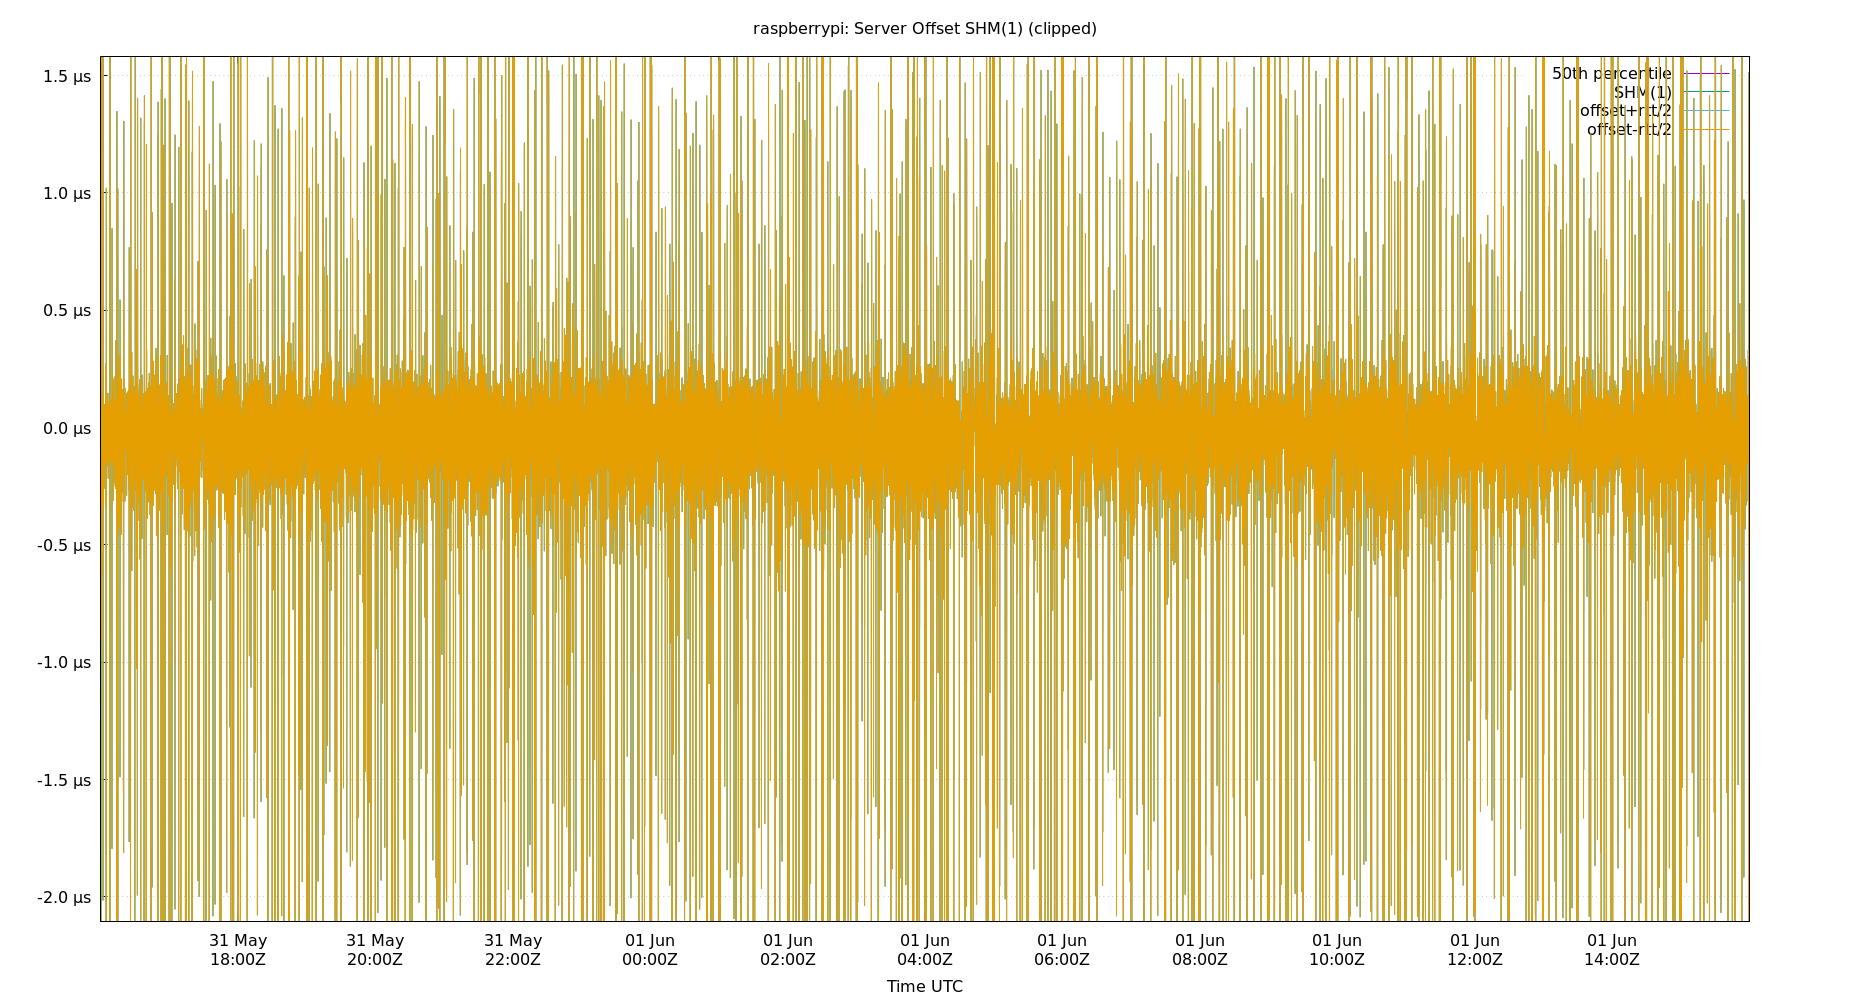 raspberrypi: Server Offset SHM(1) (clipped)
50th percentile
SHM(1)
offset+rtt/2
offset-rtt/2
1.5 μs
1.0 μs
0.5 μs
0.0 μs
-0.5 μs
-1.0 μs
-1.5 μs
-2.0 μs
31 May 31 May 31 May 01 Jun 01 Jun 01 Jun 01 Jun 01 Jun 01 Jun 01 Jun 01 Jun
18:00Z 20:00Z 22:00Z 00:00Z 02:00Z 04:00Z 06:00Z 08:00Z 10:00Z 12:00Z 14:00Z
Time UTC